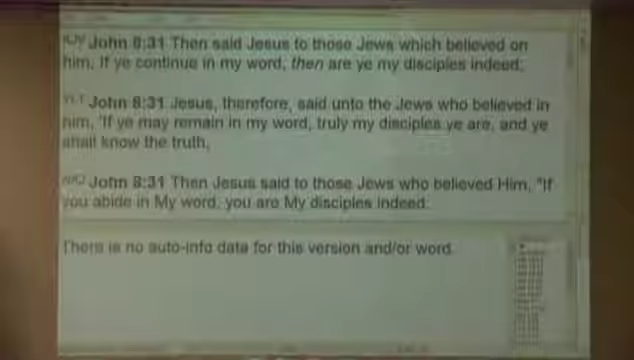 KJV John 8:31 Then said Jesus to those Jews which believed on
him, If ye continue in my word, then are ye my disciples indeed;
YLT John 8:31 Jesus, therefore, said unto the Jews who believed in
him, 'If ye may remain in my word, truly my disciples ye are, and ye
shall know the truth,
John 8:31 Then Jesus said to those Jews who believed Him, "If
you abide in My word, you are My disciples indeed.
There is no auto-info data for this version and/or word.